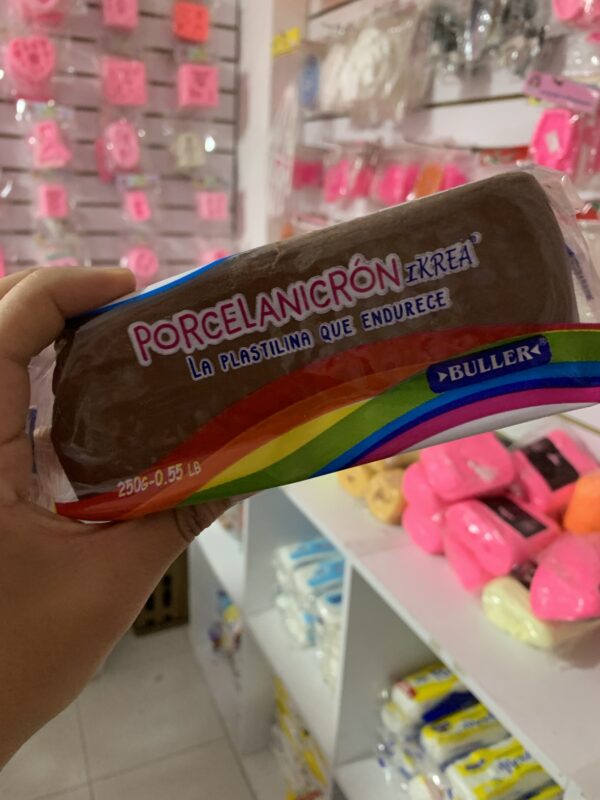 PORCELANICRÓN iKREA®
LA PLASTILINA QUE ENDURECE
BULLER
250G-0.55 LB